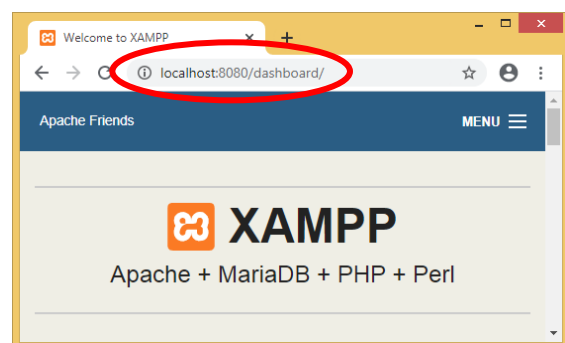 Welcome to XAMPP
localhost:8080/dashboard/
Apache Friends
MENU
XAMPP
Apache + MariaDB + PHP + Perl